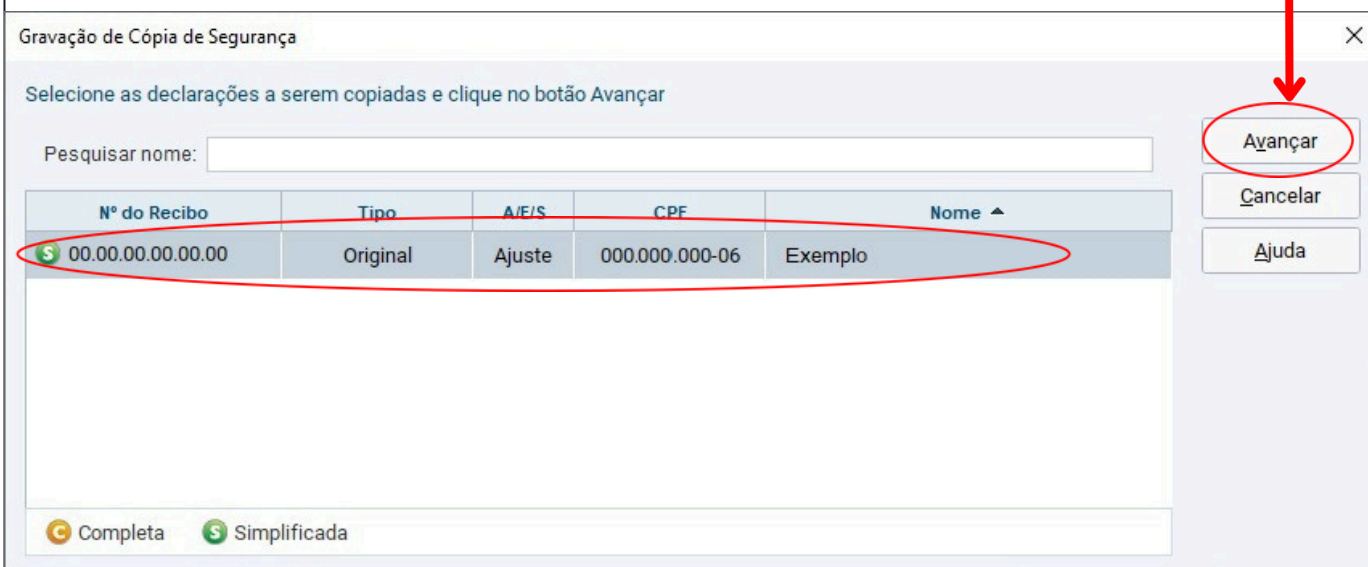 Gravação de Cópia de Segurança
Selecione as declarações a serem copiadas e clique no botão Avançar
Pesquisar nome:
Avançar
Cancelar
Ajuda
Nº do Recibo Tipo A/E/S CPF Nome
S 00.00.00.00.00.00 Original Ajuste 000.000.000-06 Exemplo
C Completa S Simplificada